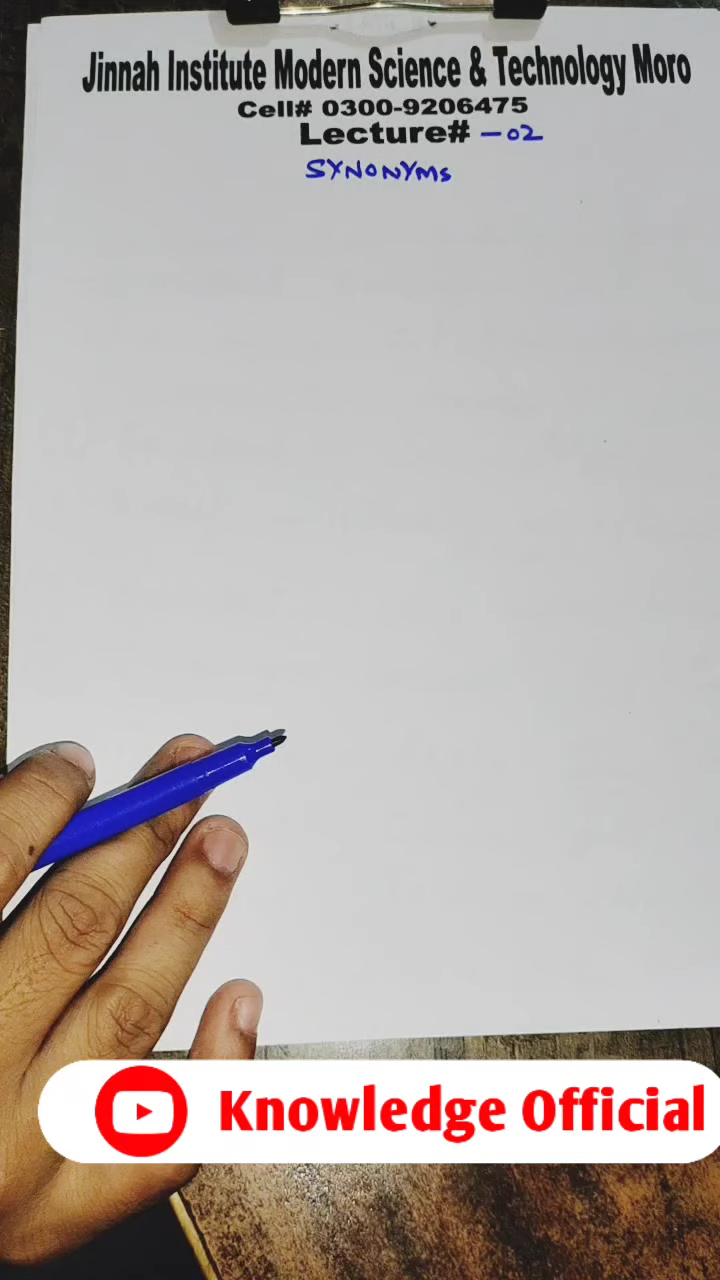 Jinnah Institute Modern Science & Technology Moro
Cell# 0300-9206475
Lecture# -02
SYNONYMS
Knowledge Official